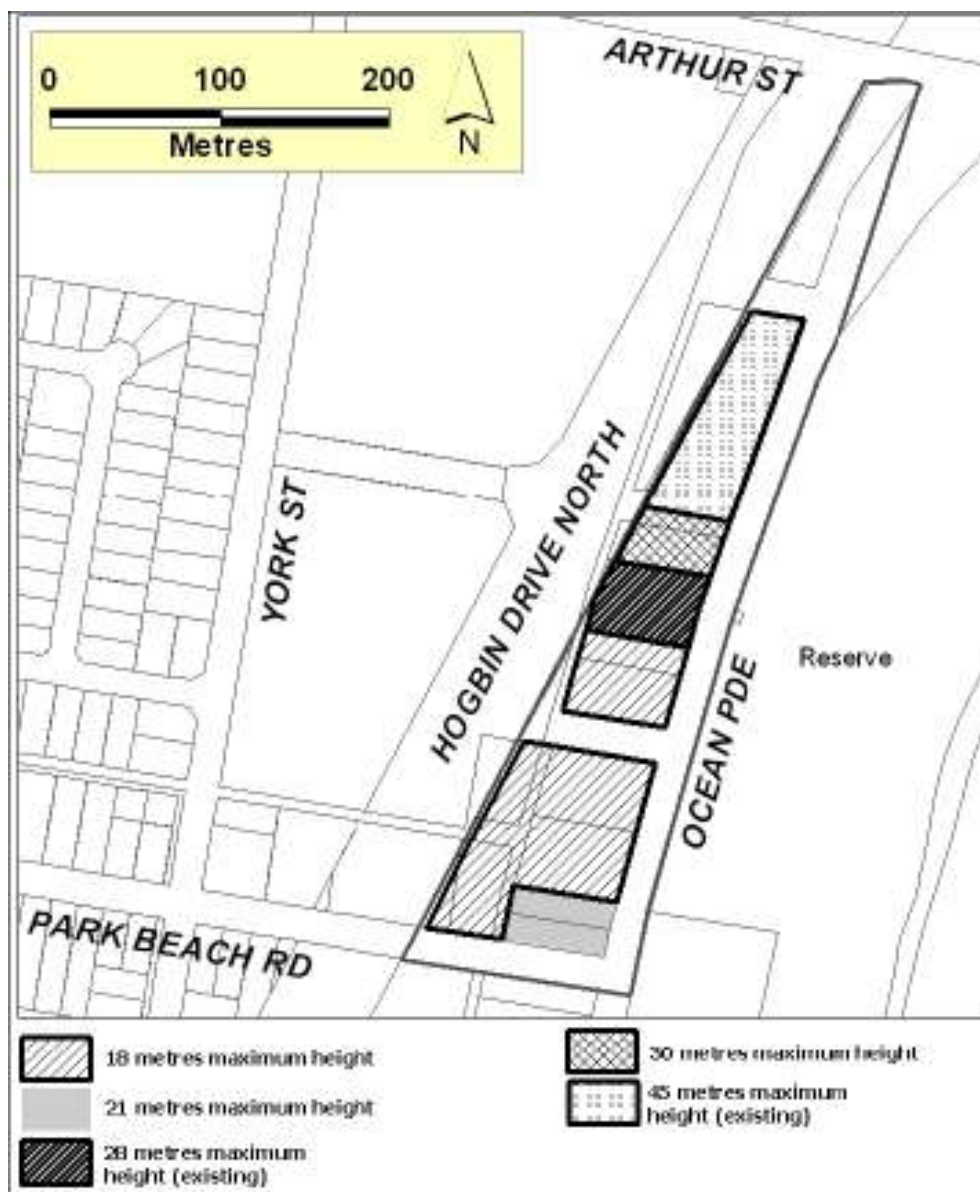 0 100 200
Metres
N
ARTHUR ST
YORK ST
HOGBIN DRIVE NORTH
Reserve
OCEAN PDE
PARK BEACH RD
18 metres maximum height
21 metres maximum height
28 metres maximum
height (existing)
30 metres maximum height
45 metres maximum
height (existing)